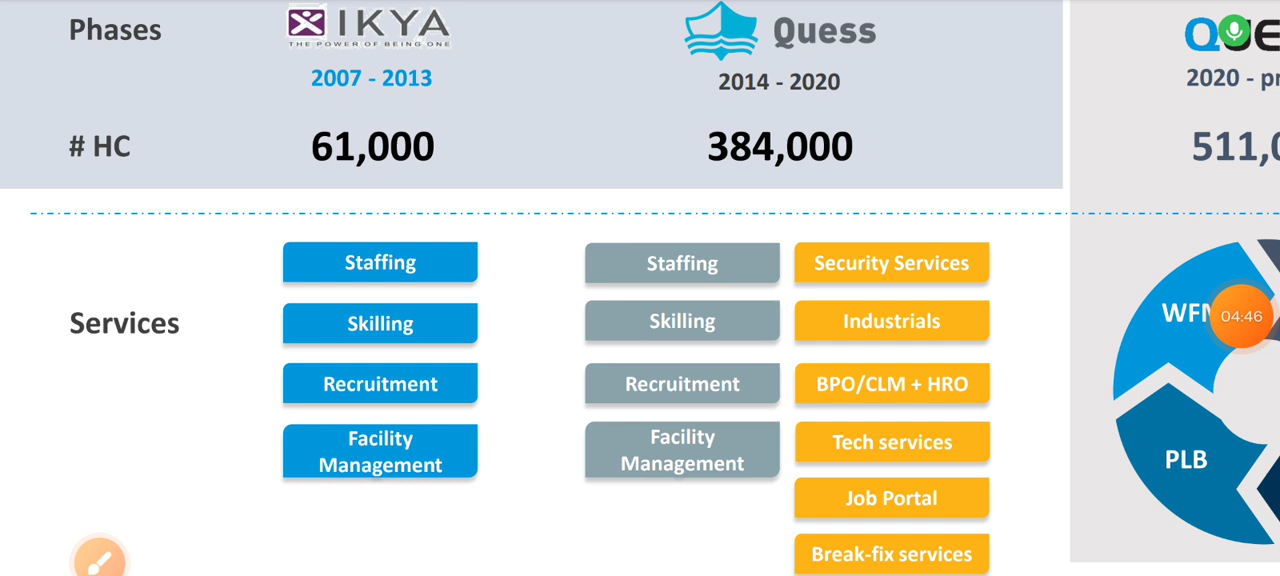 Phases
IKYA
THE POWER OF BEING ONE
Quess
2007 - 2013
2014 - 2020
2020 - pr
# HC
61,000
384,000
511,0
Services
Staffing
Skilling
Recruitment
Facility
Management
Staffing
Skilling
Recruitment
Facility
Management
Security Services
Industrials
BPO/CLM + HRO
Tech services
Job Portal
Break-fix services
WF
04:46
PLB